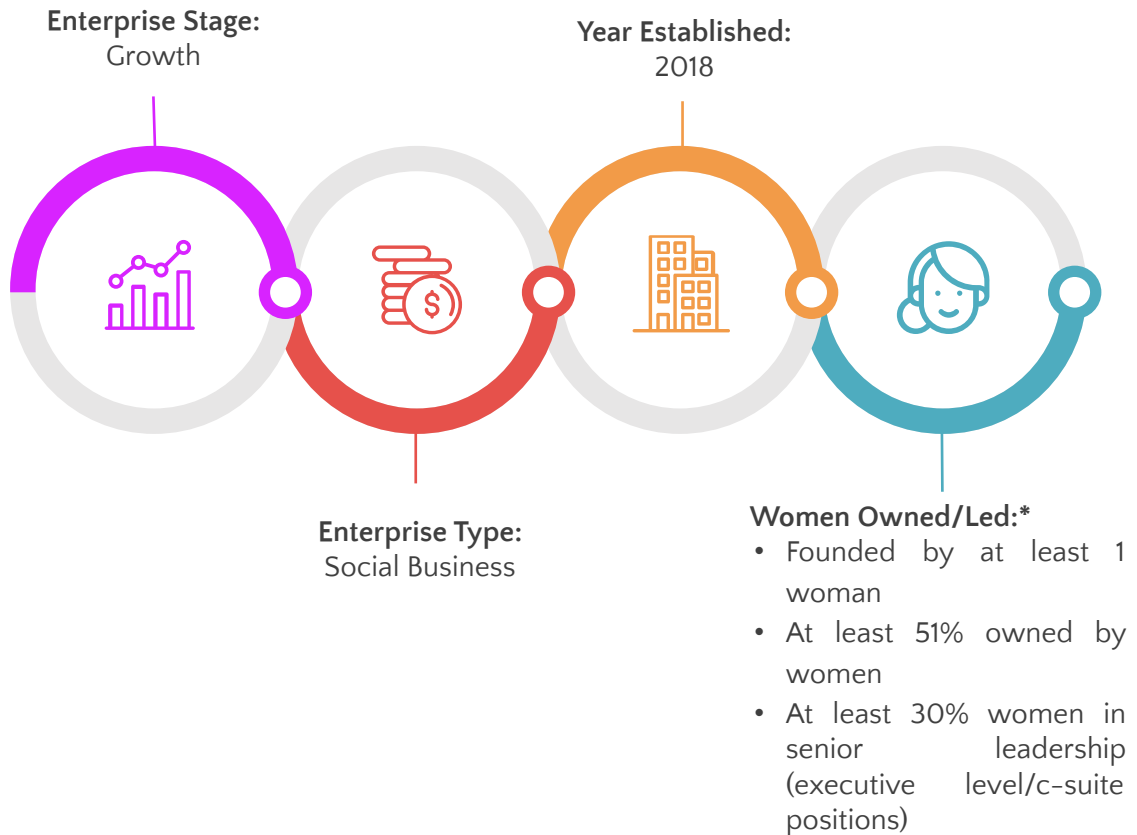 Enterprise Stage:
Growth
Year Established:
2018
$
Enterprise Type:
Social Business
Women Owned/Led:*
• Founded by at least 1
woman
• At least 51% owned by
women
• At least 30% women in
senior leadership
(executive level/c-suite
positions)